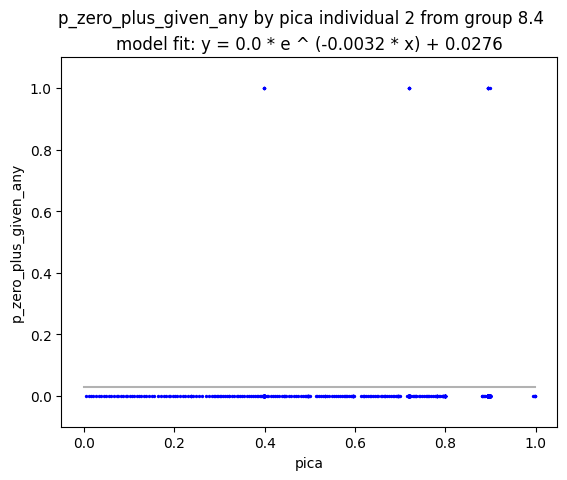 p_zero_plus_given_any by pica individual 2 from group 8.4
model fit: y = 0.0 * e ^ (-0.0032 * x) + 0.0276
1.0
0.8
0.6
0.4
0.2
0.0
p_zero_plus_given_any
0.0 0.2 0.4 0.6 0.8 1.0
pica